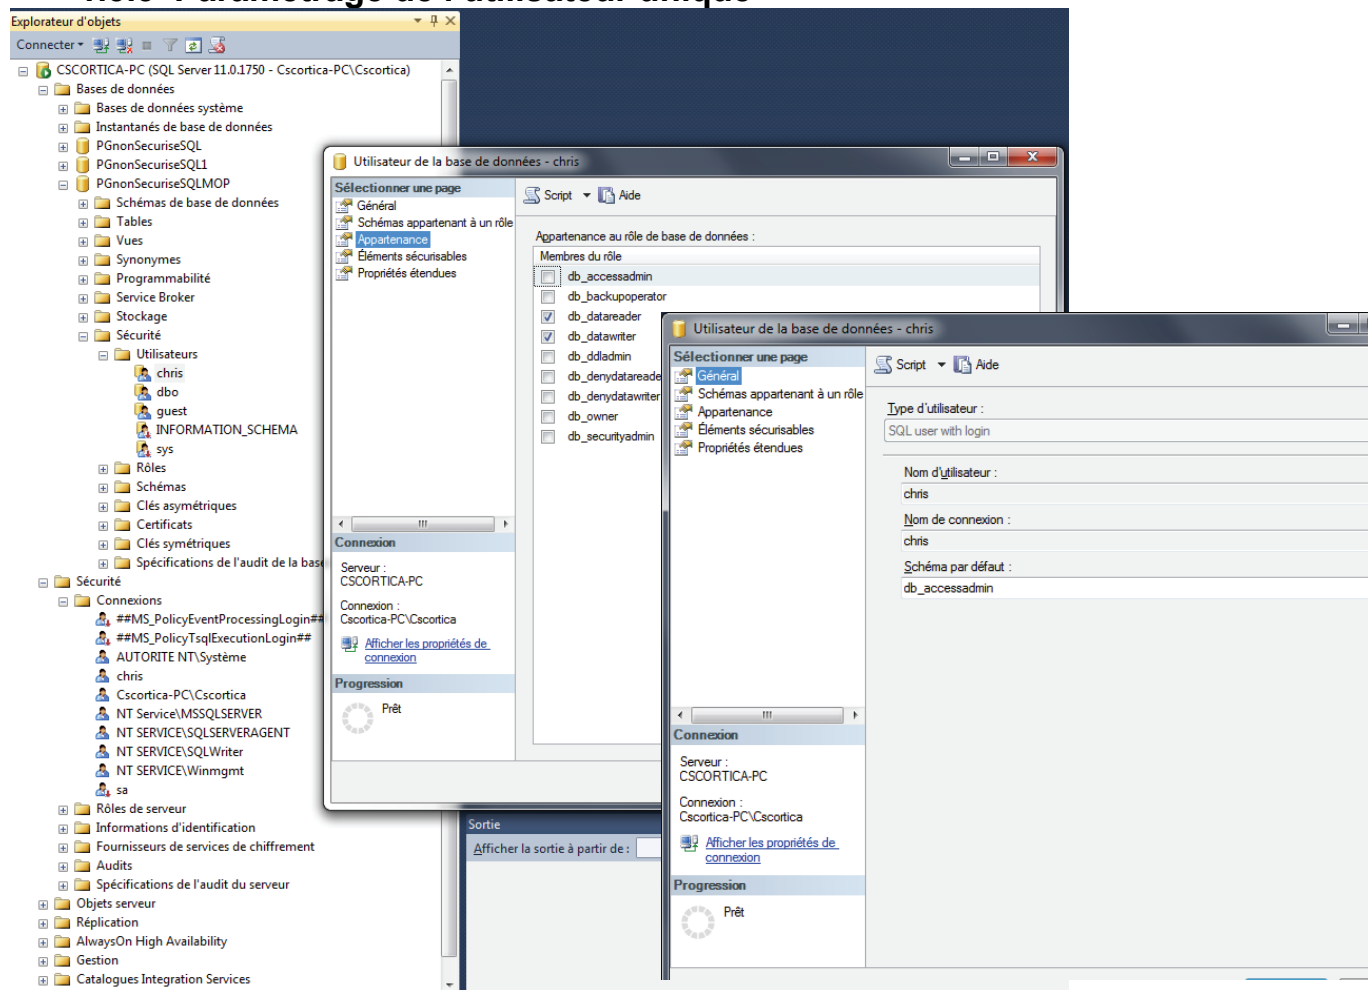 Explorateur d'objets
Connecter
CSCORTICA-PC (SQL Server 11.0.1750 - Cscortica-PC\Cscortica)
Bases de données
Bases de données système
Instantanés de base de données
PGnonSecuriseSQL
PGnonSecuriseSQL1
PGnonSecuriseSQLMOP
Schémas de base de données
Tables
Vues
Synonymes
Programmabilité
Service Broker
Stockage
Sécurité
Utilisateurs
chris
dbo
guest
INFORMATION_SCHEMA
sys
Rôles
Schémas
Clés asymétriques
Certificats
Clés symétriques
Spécifications de l'audit de la base
Sécurité
Connexions
##MS_PolicyEventProcessingLogin##
##MS_PolicyTsqlExecutionLogin##
AUTORITE NT\Système
chris
Cscortica-PC\Cscortica
NT Service\MSSQLSERVER
NT SERVICE\SQLSERVERAGENT
NT SERVICE\SQLWriter
NT SERVICE\Winmgmt
sa
Rôles de serveur
Informations d'identification
Fournisseurs de services de chiffrement
Audits
Spécifications de l'audit du serveur
Objets serveur
Réplication
AlwaysOn High Availability
Gestion
Catalogues Integration Services
Utilisateur de la base de données - chris
Sélectionner une page
Général
Schémas appartenant à un rôle
Appartenance
Éléments sécurisables
Propriétés étendues
Connexion
Serveur :
CSCORTICA-PC
Connexion :
Cscortica-PC\Cscortica
Afficher les propriétés de
connexion
Progression
Prêt
Script Aide
Appartenance au rôle de base de données :
Membres du rôle
db_accessadmin
db_backupoperator
db_datareader
db_datawriter
db_ddladmin
db_denydatareade
db_denydatawriter
db_owner
db_securityadmin
Sortie
Afficher la sortie à partir de :
Utilisateur de la base de données - chris
Sélectionner une page
Général
Schémas appartenant à un rôle
Appartenance
Éléments sécurisables
Propriétés étendues
Connexion
Serveur :
CSCORTICA-PC
Connexion :
Cscortica-PC\Cscortica
Afficher les propriétés de
connexion
Progression
Prêt
Script Aide
Type d'utilisateur :
SQL user with login
Nom d'utilisateur :
chris
Nom de connexion :
chris
Schéma par défaut :
db_accessadmin